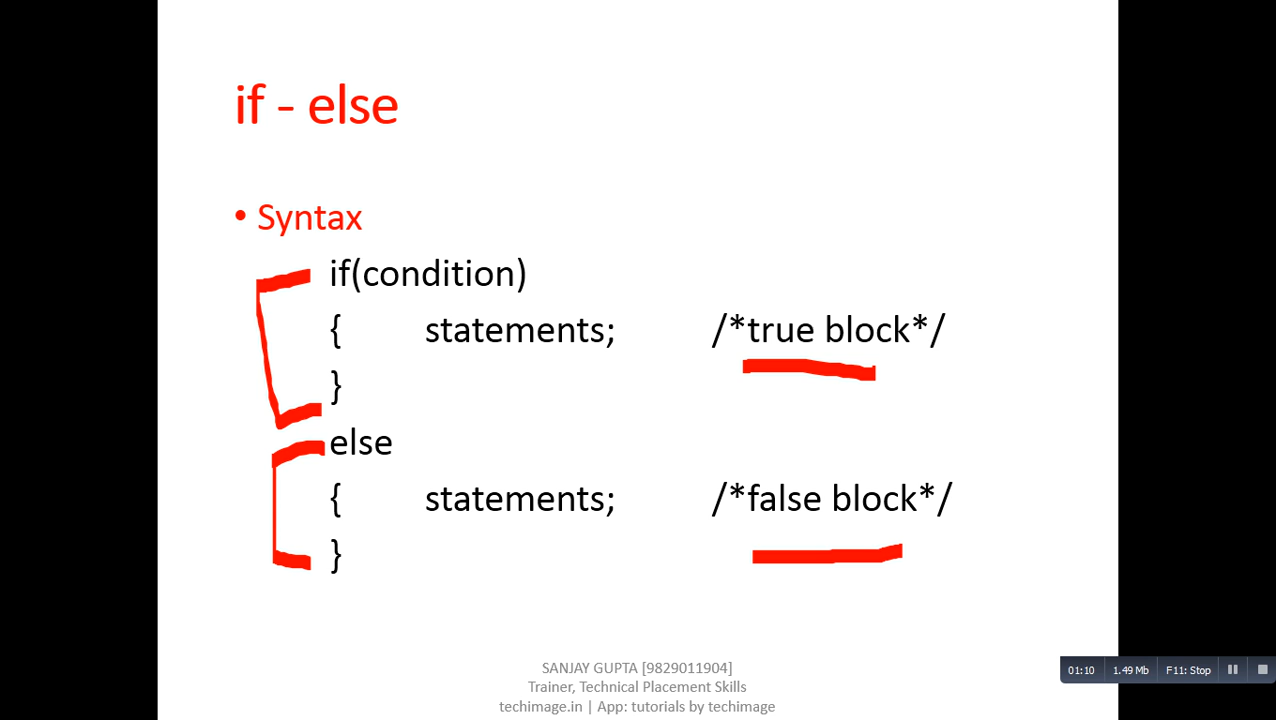 if - else
• Syntax
if(condition)
{ statements; /*true block*/
}
else
{ statements; /*false block*/
}
SANJAY GUPTA [9829011904]
Trainer, Technical Placement Skills
techimage.in | App: tutorials by techimage
01:10 1.49 Mb F11: Stop